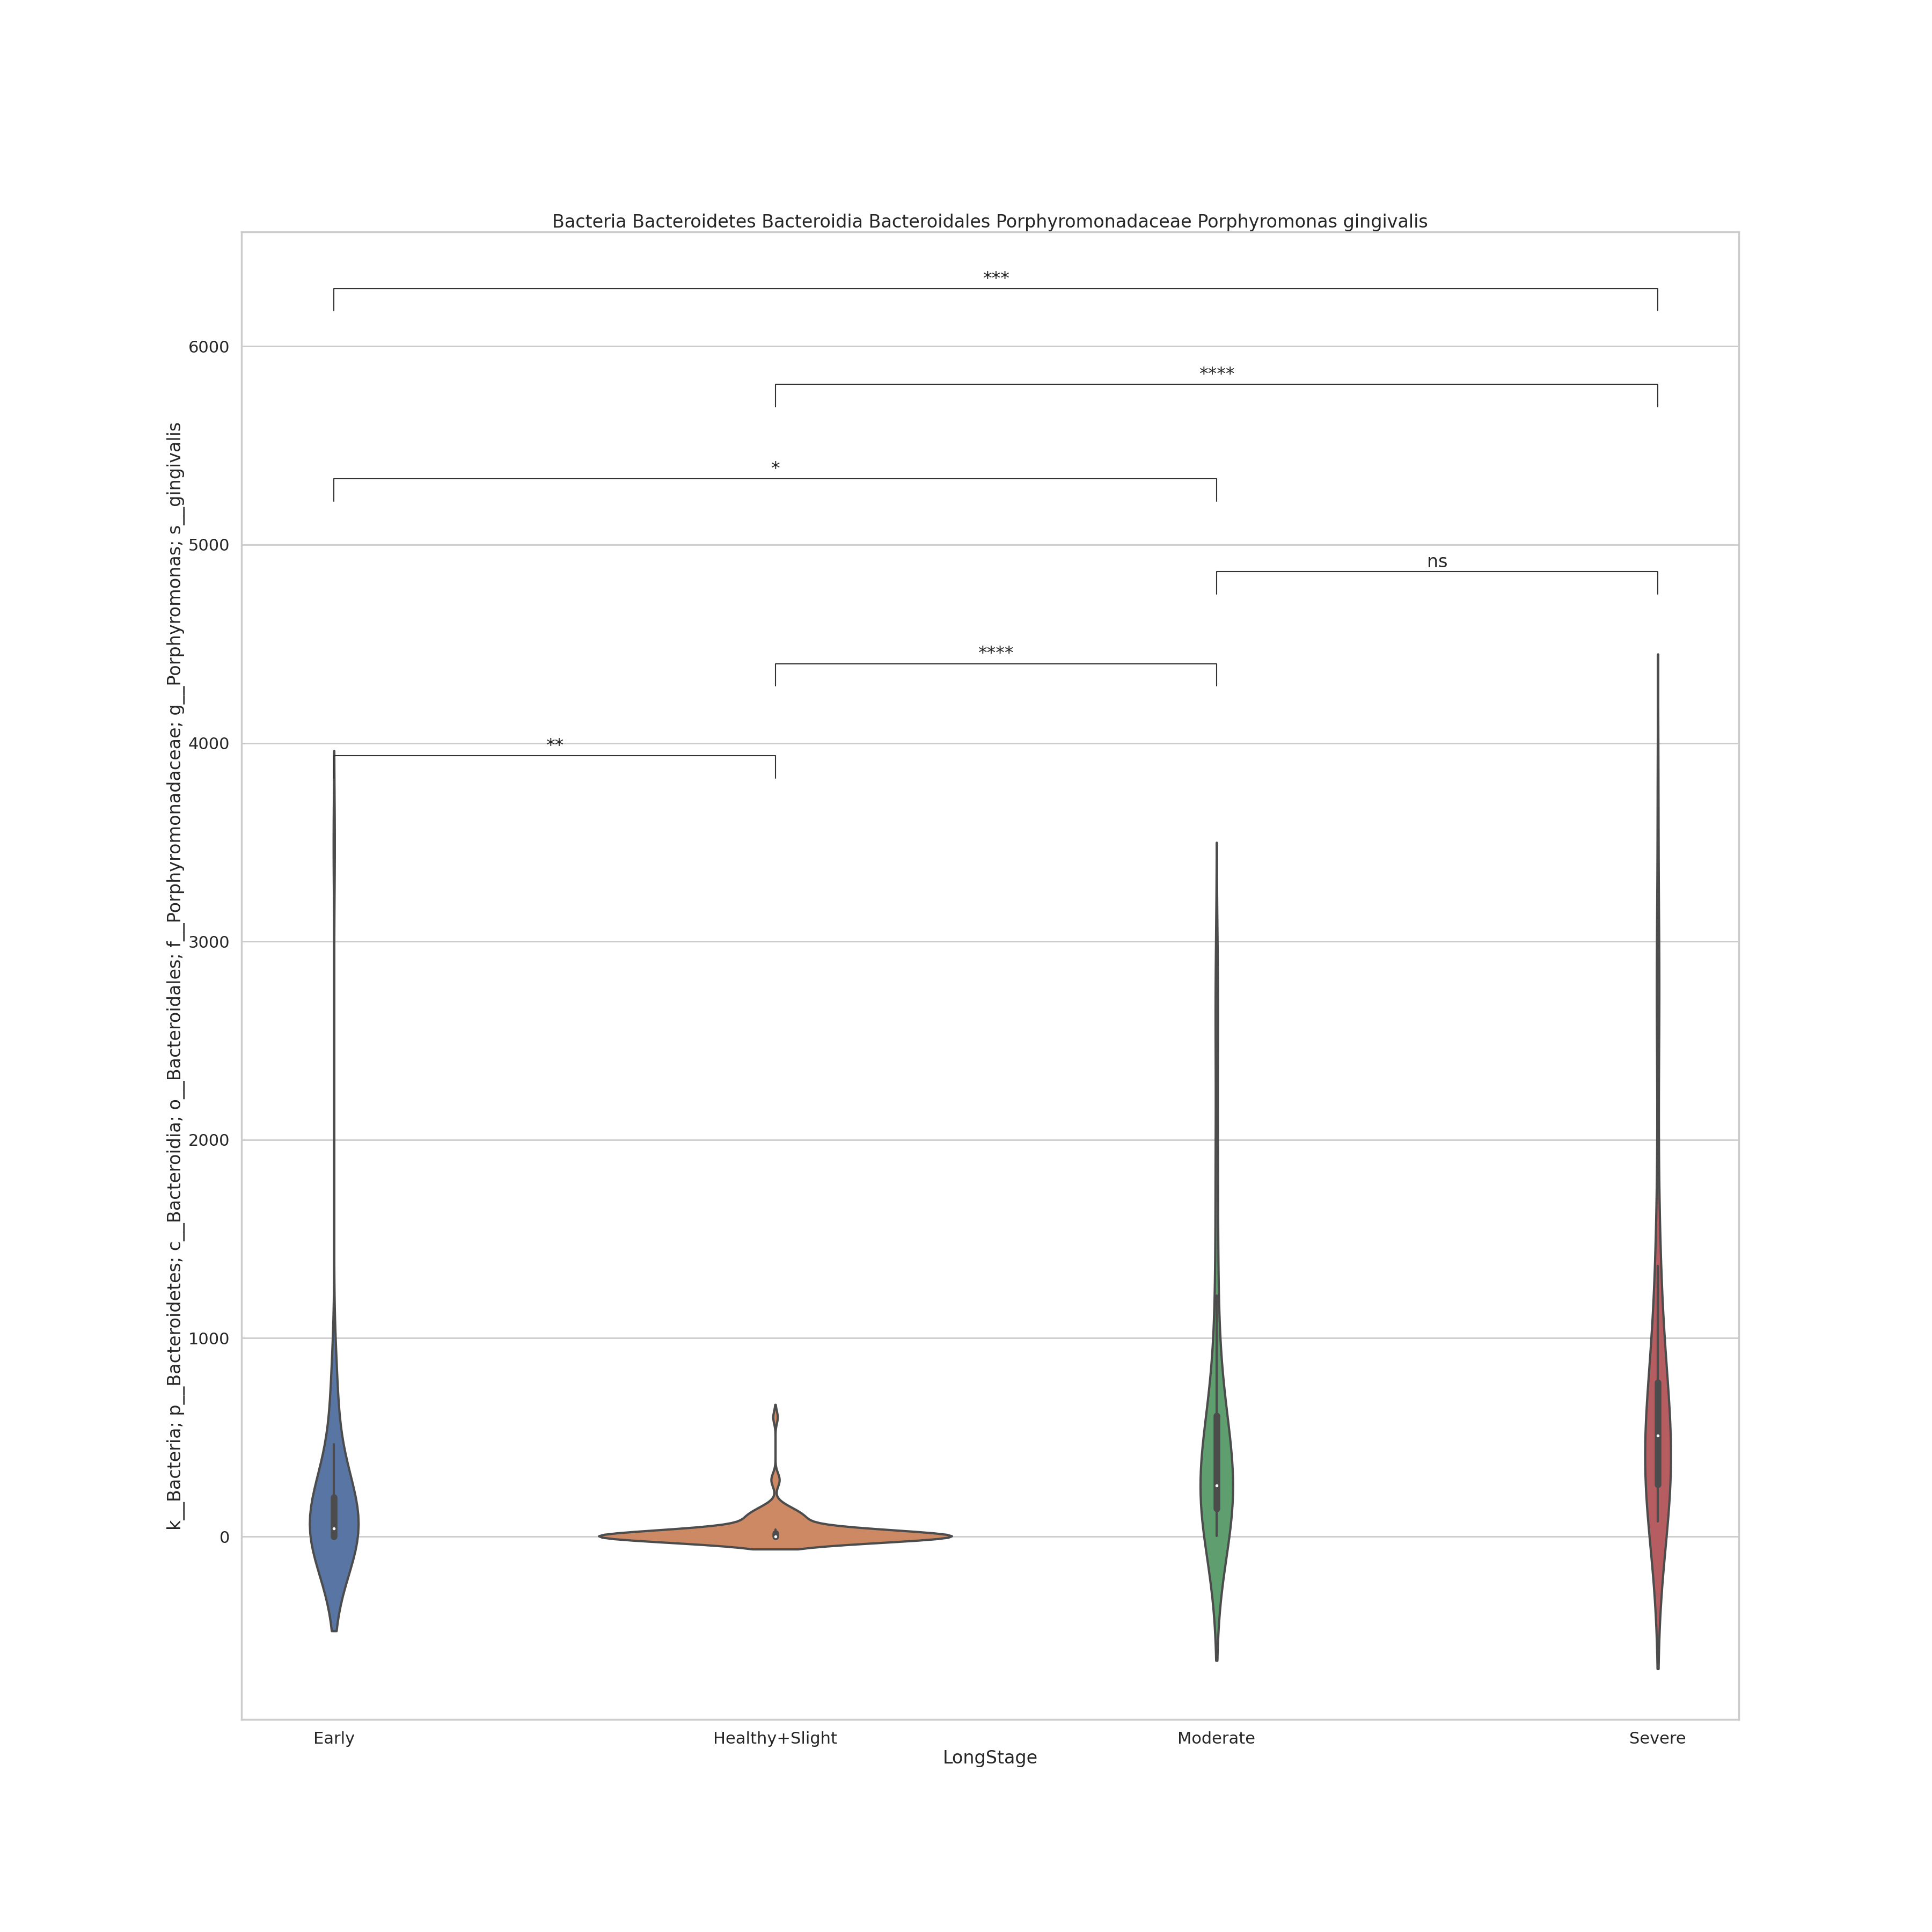 Bacteria Bacteroidetes Bacteroidia Bacteroidales Porphyromonadaceae Porphyromonas gingivalis
***
6000
****
*
k__Bacteria; p__Bacteroidetes; c__Bacteroidia; o__Bacteroidales; f__Porphyromonadaceae; g__Porphyromonas; s__gingivalis
5000
ns
****
4000
**
3000
2000
1000
0
Early Healthy+Slight Moderate Severe
LongStage